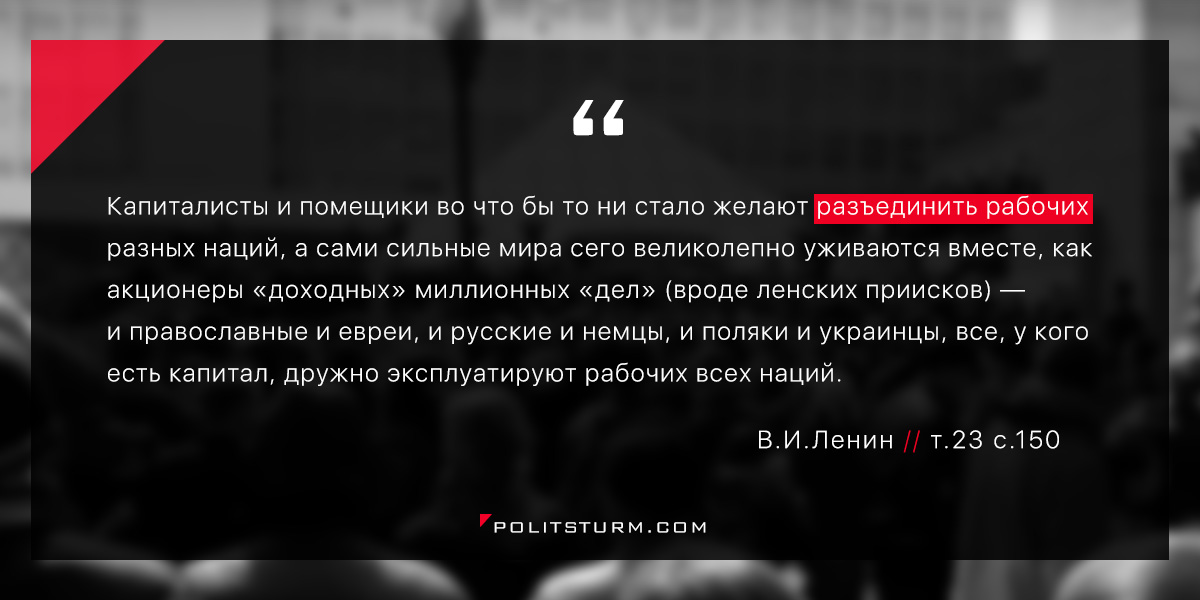 “
Капиталисты и помещики во что бы то ни стало желают разъединить рабочих
разных наций, а сами сильные мира сего великолепно уживаются вместе, как
акционеры «доходных» миллионных «дел» (вроде ленских приисков) —
и православные и евреи, и русские и немцы, и поляки и украинцы, все, у кого
есть капитал, дружно эксплуатируют рабочих всех наций.
В.И.Ленин // т.23 с.150
POLITSTURM.COM